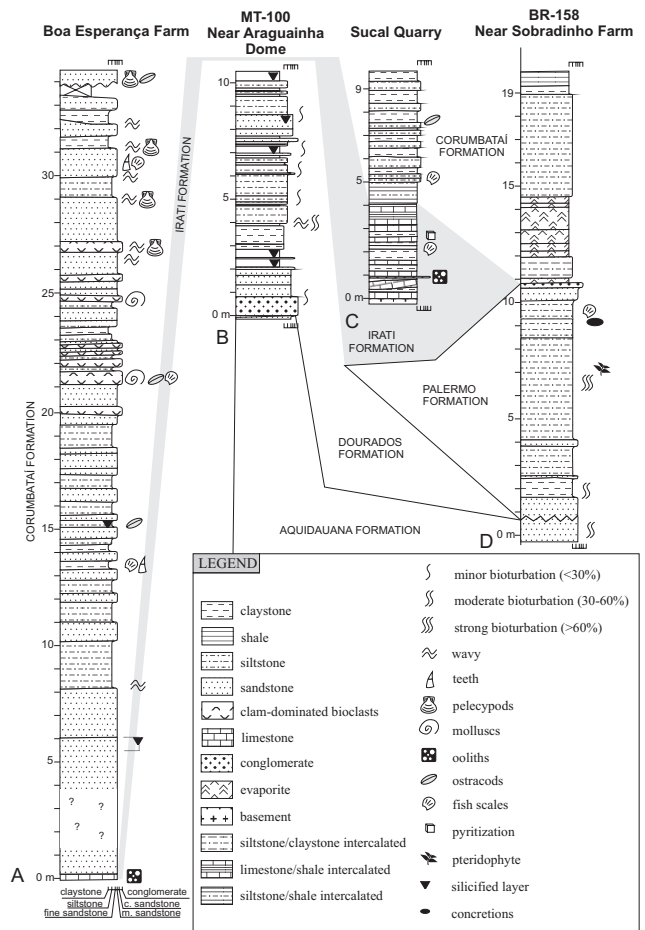 Boa Esperança Farm
MT-100
Near Araguainha
Dome
Sucal Quarry
BR-158
Near Sobradinho Farm
30
25
20
15
10
5
0 m
A
CORUMBATAÍ FORMATION
IRATI FORMATION
10
5
0 m
B
9
5
0 m
C
CORUMBATAÍ
FORMATION
IRATI
FORMATION
19
15
10
5
0 m
D
PALERMO
FORMATION
DOURADOS
FORMATION
AQUIDAUANA FORMATION
? ?
? ?
claystone
siltstone
fine sandstone
conglomerate
c. sandstone
m. sandstone
LEGEND
claystone
shale
siltstone
sandstone
clam-dominated bioclasts
limestone
conglomerate
evaporite
basement
siltstone/claystone intercalated
limestone/shale intercalated
siltstone/shale intercalated
minor bioturbation (<30%)
moderate bioturbation (30-60%)
strong bioturbation (>60%)
wavy
teeth
pelecypods
molluscs
ooliths
ostracods
fish scales
pyritization
pteridophyte
silicified layer
concretions